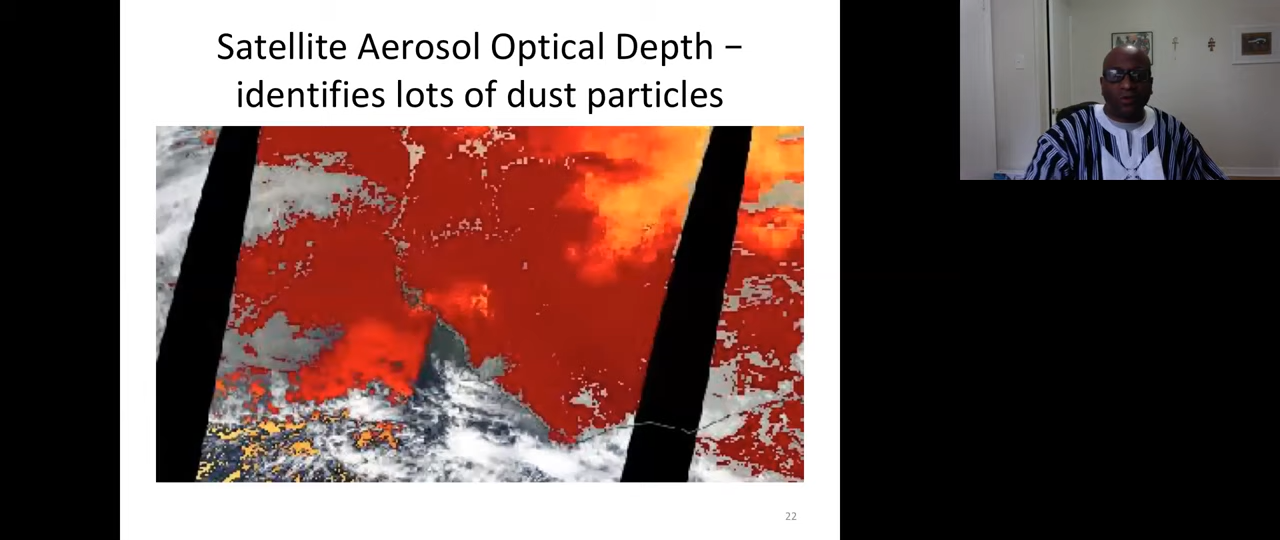 Satellite Aerosol Optical Depth –
identifies lots of dust particles
22